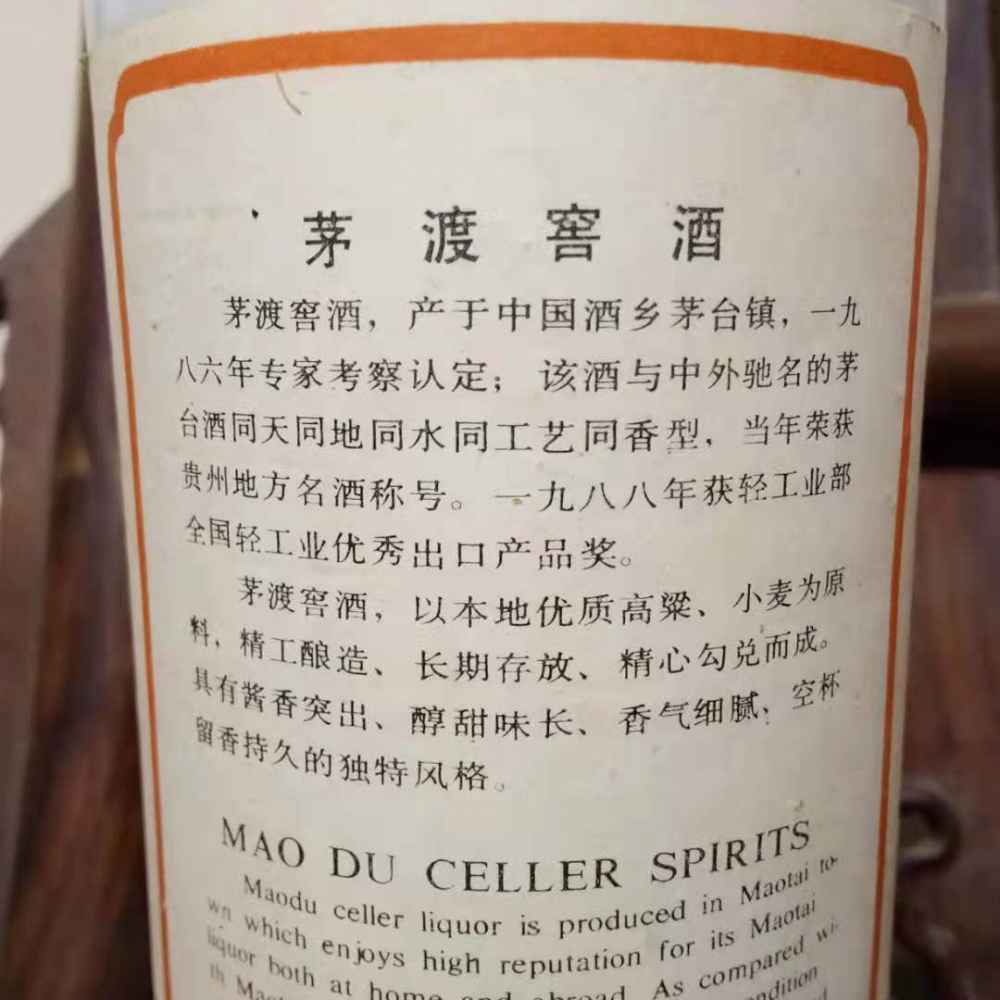 茅渡窖酒
茅渡窖酒，产于中国酒乡茅台镇，一九
八六年专家考察认定；该酒与中外驰名的茅
台酒同天同地同水同工艺同香型，当年荣获
贵州地方名酒称号。一九八八年获轻工业部
全国轻工业优秀出口产品奖。
茅渡窖酒，以本地优质高粱、小麦为原
料，精工酿造、长期存放、精心勾兑而成。
具有酱香突出、醇甜味长、香气细腻、空杯
留香持久的独特风格。
MAO DU CELLER SPIRITS
Maodu celler liquor is produced in Maotai to-
wn which enjoys high reputation for its Maotai
liquor both at home and abroad. As compared wi-
th